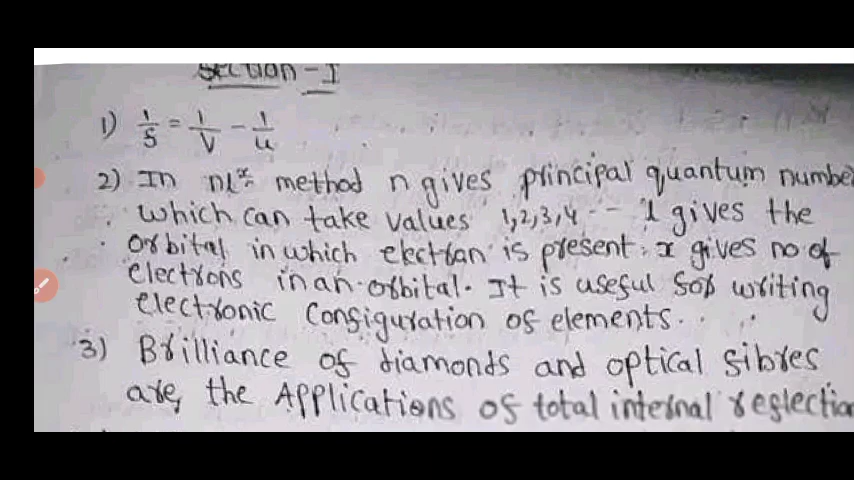 Section - I
1) 1/f = 1/v - 1/u
2) In nlˣ method n gives principal quantum number
which can take values 1,2,3,4 -- l gives the
orbital in which electron is present. x gives no of
electrons in an orbital. It is useful for writing
electronic configuration of elements.
3) Brilliance of diamonds and optical fibres
are, the Applications of total internal reflection